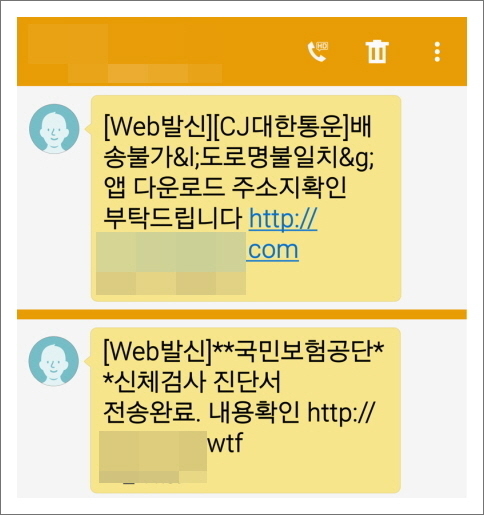 [Web발신][CJ대한통운]배
송불가&l;도로명불일치&g;
앱 다운로드 주소지확인
부탁드립니다 http://
com
[Web발신]**국민보험공단*
*신체검사 진단서
전송완료. 내용확인 http://
wtf